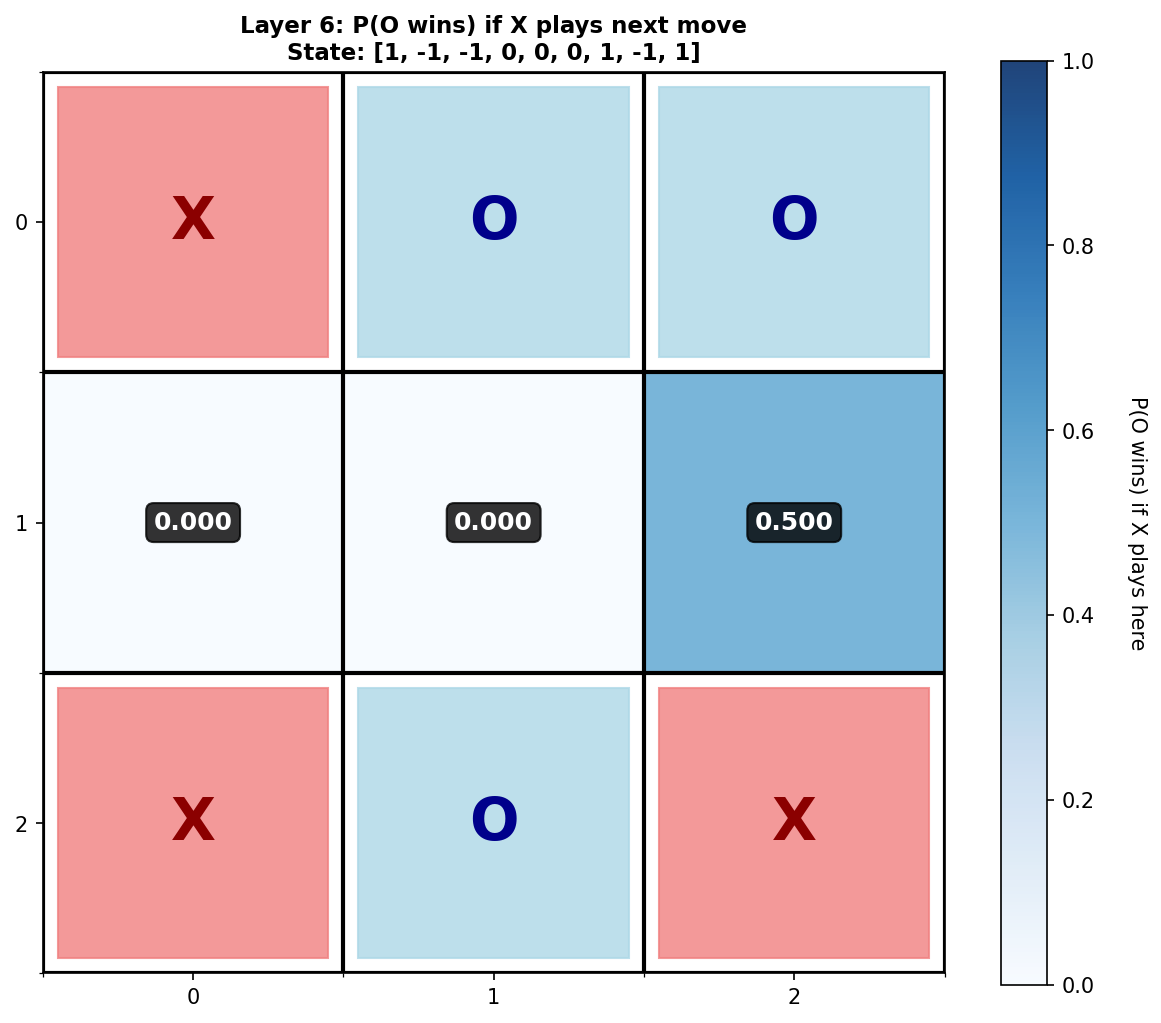 Layer 6: P(O wins) if X plays next move
State: [1, -1, -1, 0, 0, 0, 1, -1, 1]
X
O
O
0.000
0.000
0.500
X
O
X
0
1
2
0
1
2
1.0
0.8
0.6
0.4
0.2
0.0
P(O wins) if X plays here